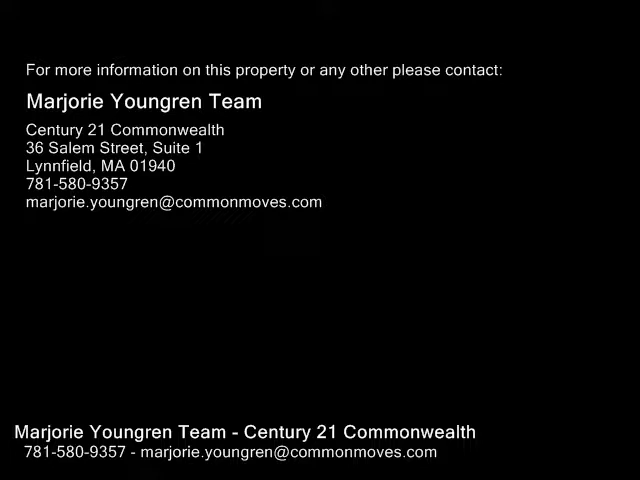 For more information on this property or any other please contact:
Marjorie Youngren Team
Century 21 Commonwealth
36 Salem Street, Suite 1
Lynnfield, MA 01940
781-580-9357
marjorie.youngren@commonmoves.com
Marjorie Youngren Team - Century 21 Commonwealth
781-580-9357 - marjorie.youngren@commonmoves.com